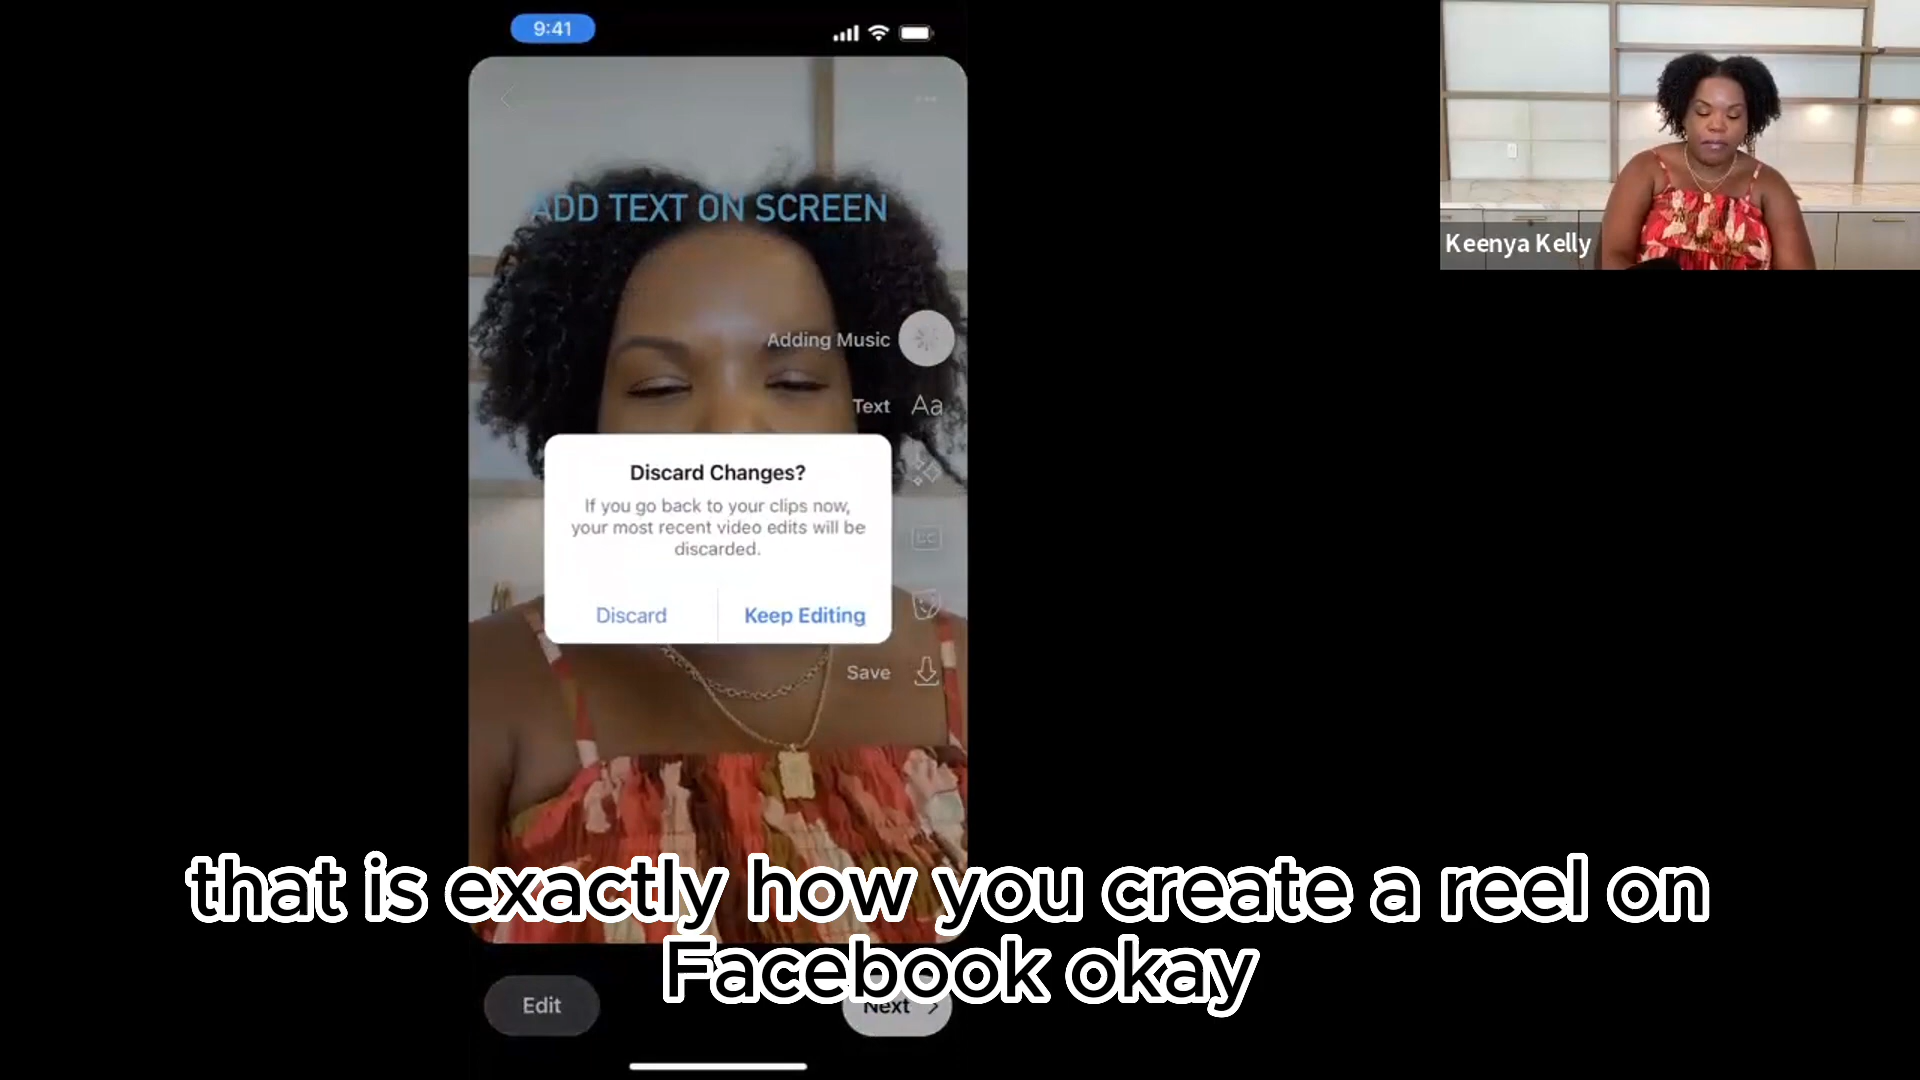 9:41
ADD TEXT ON SCREEN
Adding Music
Text Aa
Discard Changes?
If you go back to your clips now,
your most recent video edits will be
discarded.
CC
Discard
Keep Editing
Save
Keenya Kelly
that is exactly how you create a reel on
Facebook okay
Edit
Next